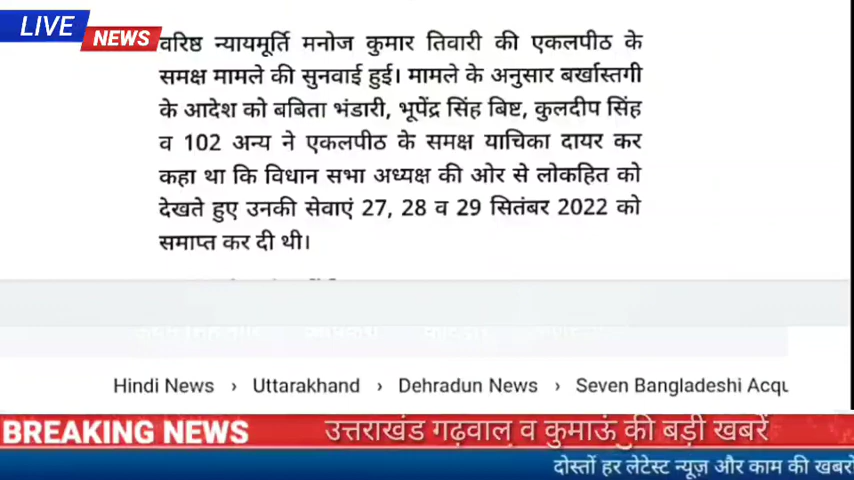 LIVE
NEWS
वरिष्ठ न्यायमूर्ति मनोज कुमार तिवारी की एकलपीठ के
समक्ष मामले की सुनवाई हुई। मामले के अनुसार बर्खास्तगी
के आदेश को बबिता भंडारी, भूपेंद्र सिंह बिष्ट, कुलदीप सिंह
व 102 अन्य ने एकलपीठ के समक्ष याचिका दायर कर
कहा था कि विधान सभा अध्यक्ष की ओर से लोकहित को
देखते हुए उनकी सेवाएं 27, 28 व 29 सितंबर 2022 को
समाप्त कर दी थी।
Hindi News › Uttarakhand › Dehradun News › Seven Bangladeshi Acqu
BREAKING NEWS उत्तराखंड गढ़वाल व कुमाऊं की बड़ी खबरें
दोस्तों हर लेटेस्ट न्यूज़ और काम की खबरों